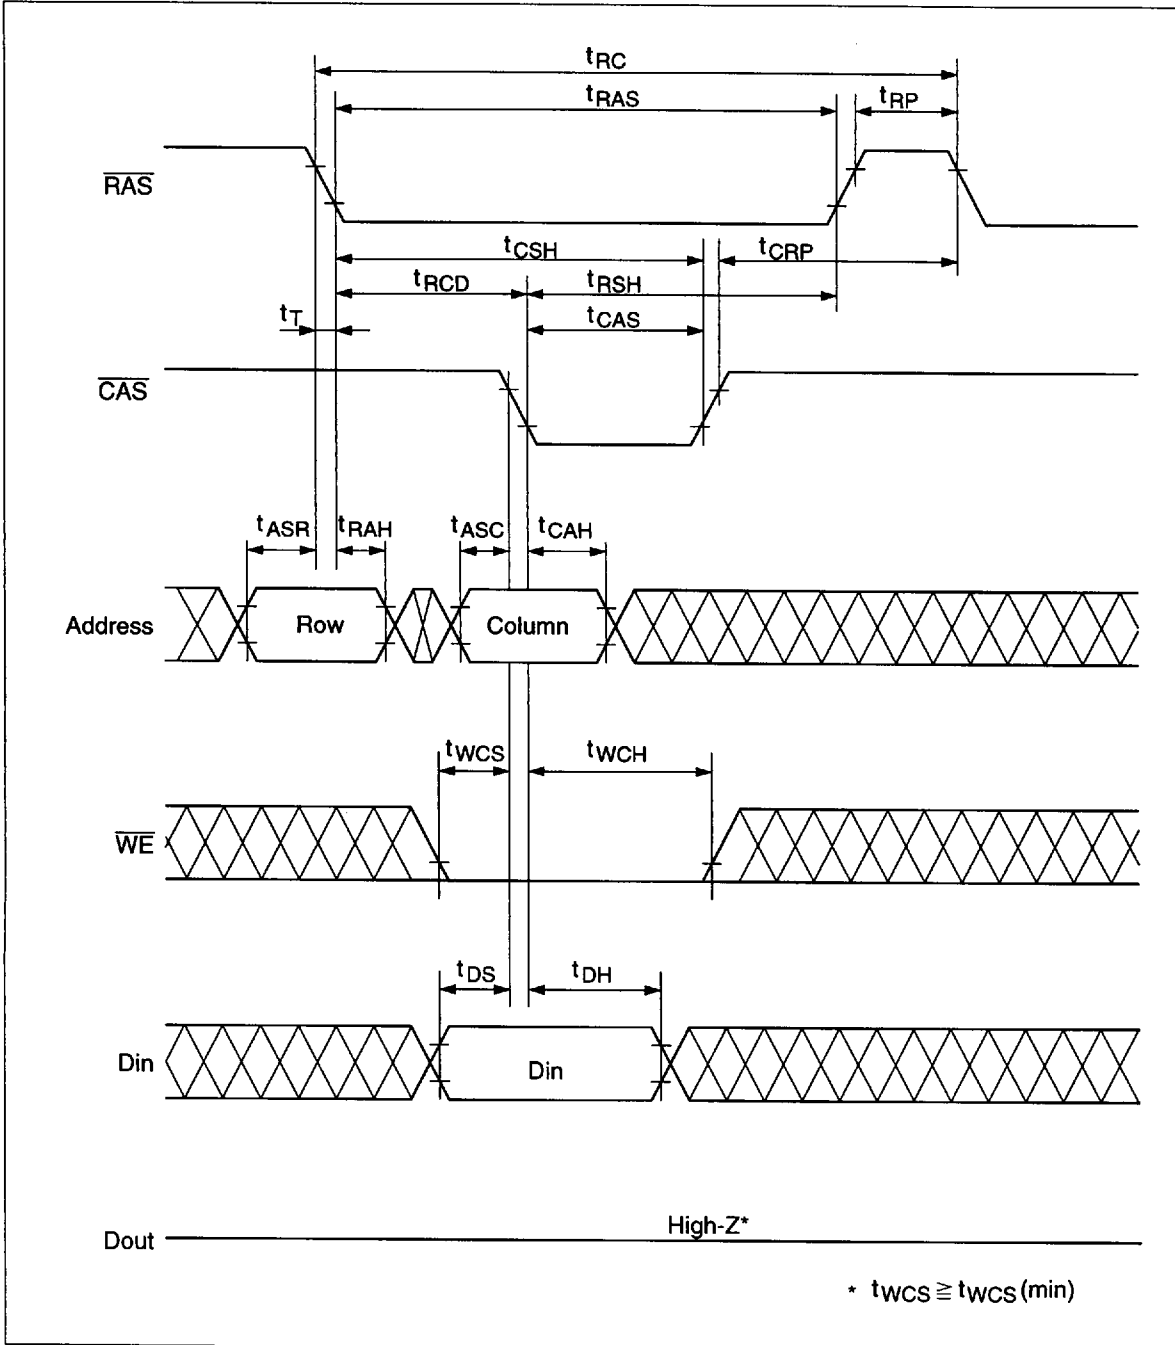 tRC
tRAS
tRP
RAS
tCSH
tCRP
tRCD
tRSH
tT
tCAS
CAS
tASR
tRAH
tASC
tCAH
Address
Row
Column
tWCS
tWCH
WE
tDS
tDH
Din
Din
High-Z*
Dout
* tWCS ≧ tWCS (min)